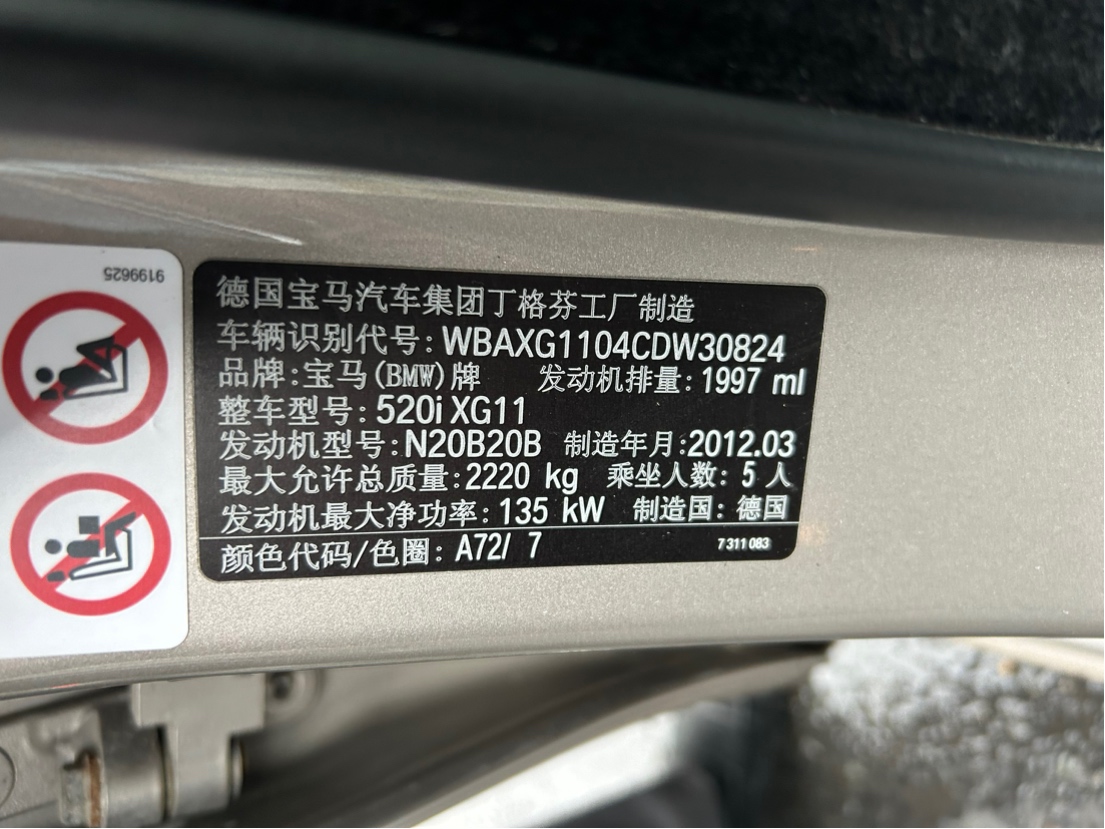 9199625
德国宝马汽车集团丁格芬工厂制造
车辆识别代号：WBAXG1104CDW30824
品牌：宝马（BMW）牌 发动机排量：1997 ml
整车型号：520i XG11
发动机型号：N20B20B 制造年月：2012.03
最大允许总质量：2220 kg 乘坐人数：5 人
发动机最大净功率：135 kW 制造国：德国
颜色代码/色圈：A72/ 7
7 311 083